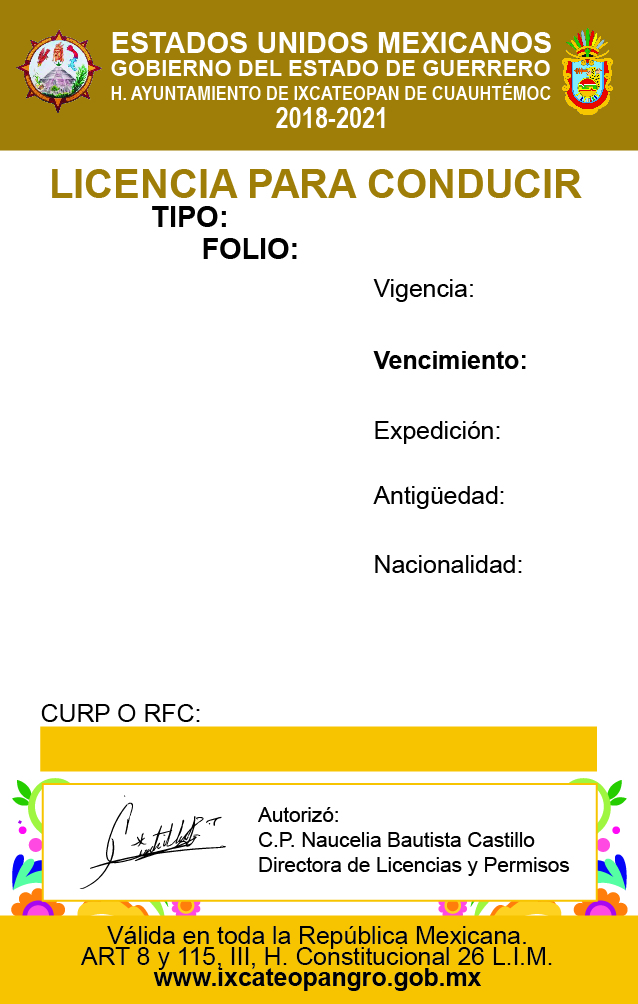 ESTADOS UNIDOS MEXICANOS
GOBIERNO DEL ESTADO DE GUERRERO
H. AYUNTAMIENTO DE IXCATEOPAN DE CUAUHTÉMOC
2018-2021
LICENCIA PARA CONDUCIR
TIPO:
FOLIO:
Vigencia:
Vencimiento:
Expedición:
Antigüedad:
Nacionalidad:
CURP O RFC:
Autorizó:
C.P. Naucelia Bautista Castillo
Directora de Licencias y Permisos
Válida en toda la República Mexicana.
ART 8 y 115, III, H. Constitucional 26 L.I.M.
www.ixcateopangro.gob.mx